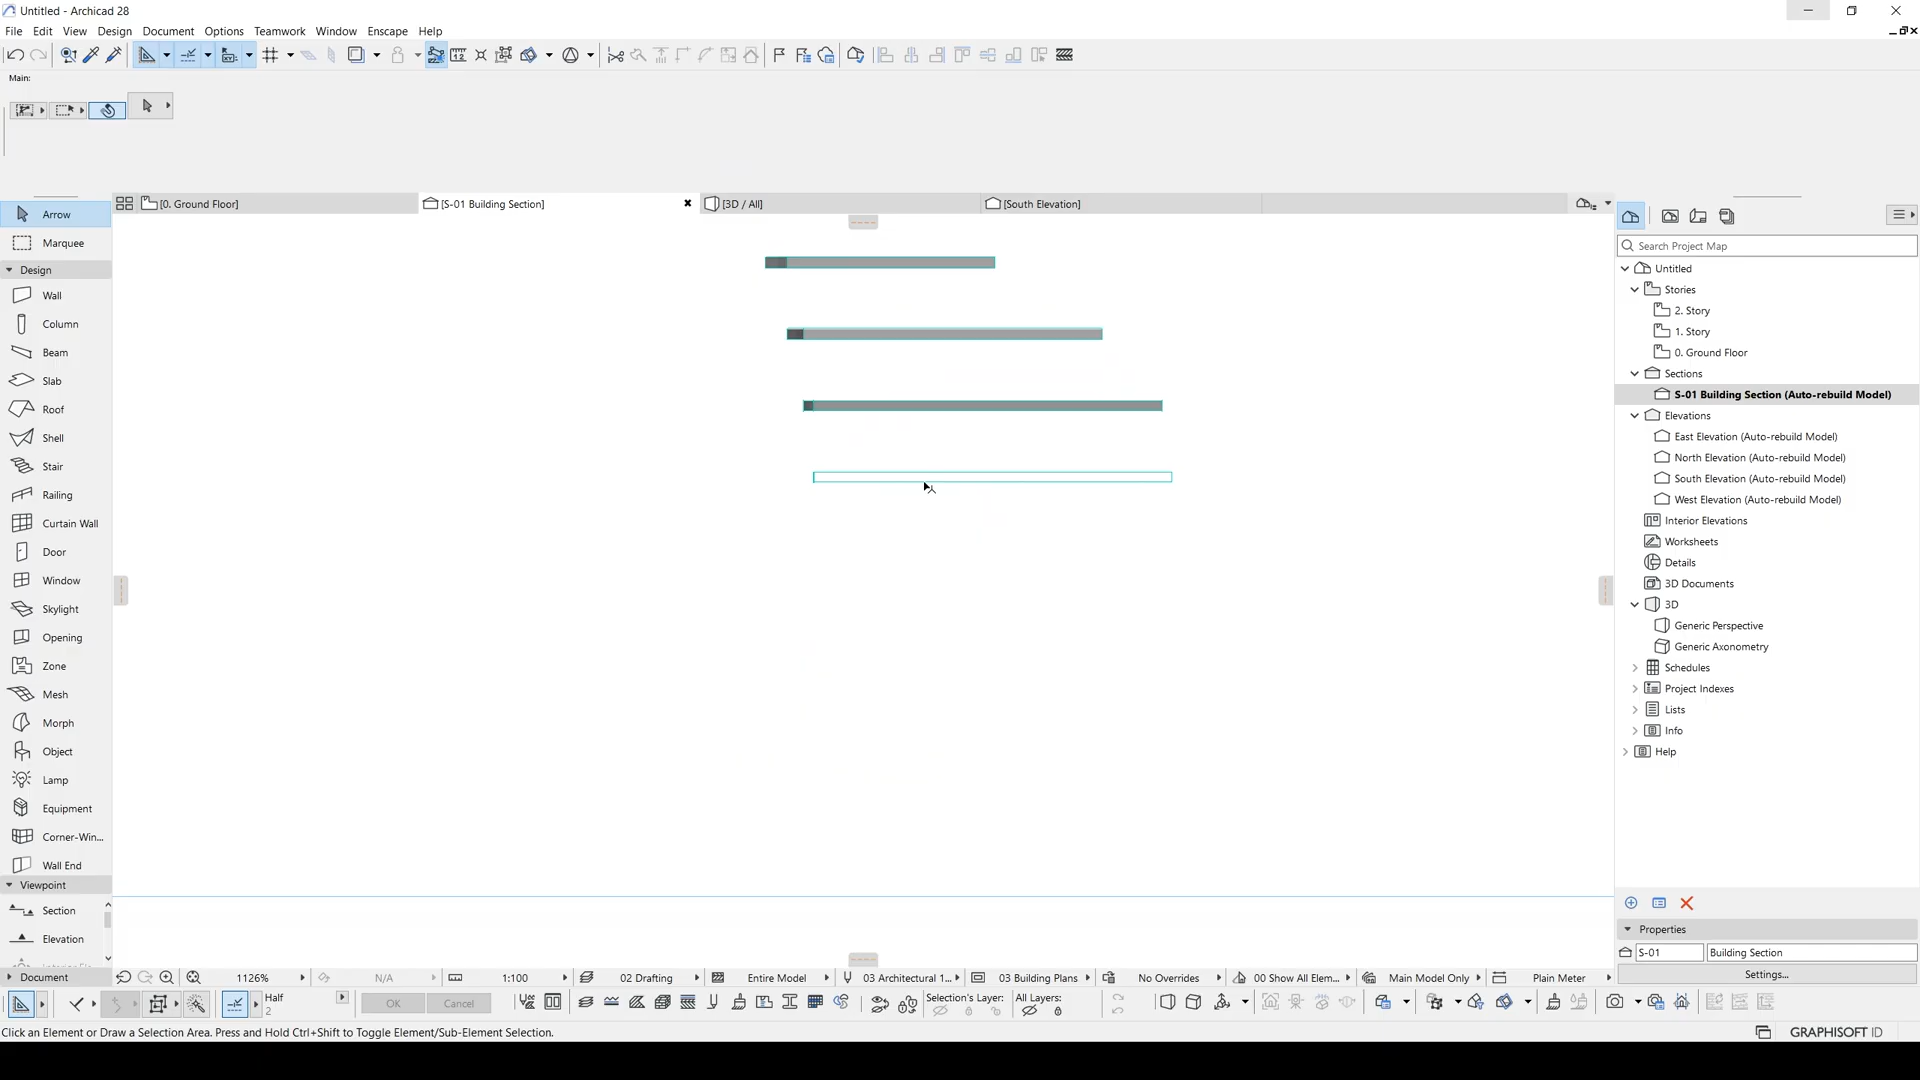 Untitled - Archicad 28
File Edit View Design Document Options Teamwork Window Enscape Help
Main:
[0. Ground Floor] [S-01 Building Section] [3D / All] [South Elevation]
Arrow
Marquee
Design
Wall
Column
Beam
Slab
Roof
Shell
Stair
Railing
Curtain Wall
Door
Window
Skylight
Opening
Zone
Mesh
Morph
Object
Lamp
Equipment
Corner-Win...
Wall End
Viewpoint
Section
Elevation
Document
Search Project Map
Untitled
Stories
2. Story
1. Story
0. Ground Floor
Sections
S-01 Building Section (Auto-rebuild Model)
Elevations
East Elevation (Auto-rebuild Model)
North Elevation (Auto-rebuild Model)
South Elevation (Auto-rebuild Model)
West Elevation (Auto-rebuild Model)
Interior Elevations
Worksheets
Details
3D Documents
3D
Generic Perspective
Generic Axonometry
Schedules
Project Indexes
Lists
Info
Help
Properties
S-01 Building Section
Settings...
1126% N/A 1:100 02 Drafting Entire Model 03 Architectural 1... 03 Building Plans No Overrides 00 Show All Elem... Main Model Only Plain Meter
Half
2
OK Cancel
Selection's Layer: All Layers:
Click an Element or Draw a Selection Area. Press and Hold Ctrl+Shift to Toggle Element/Sub-Element Selection.
GRAPHISOFT ID